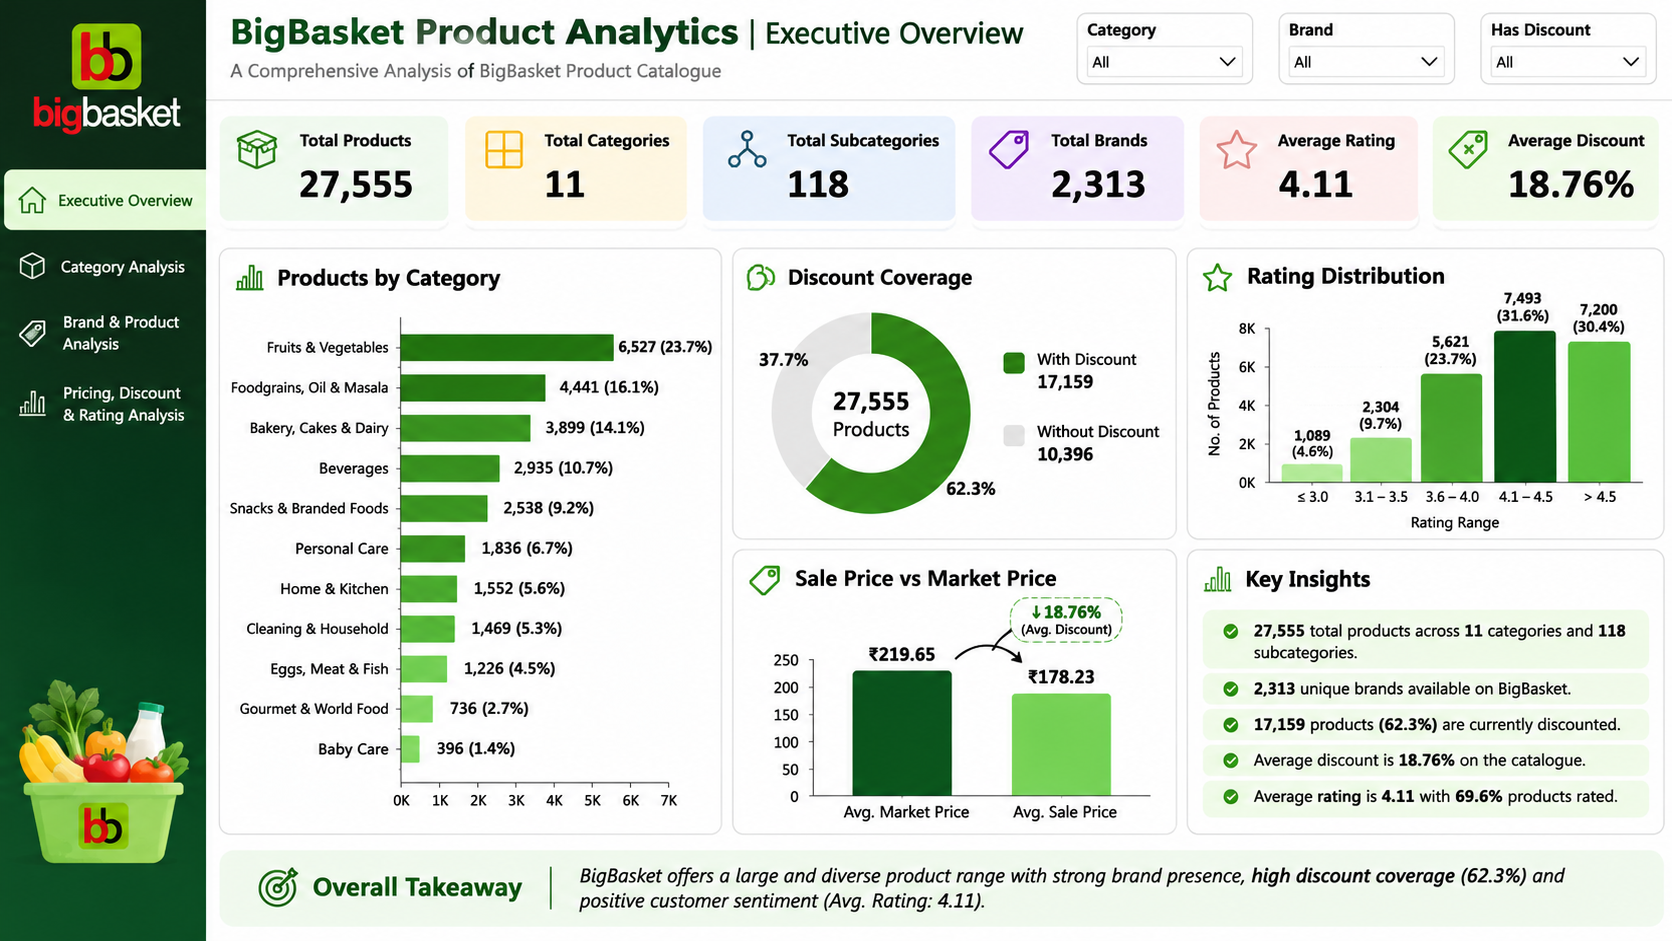 bb
bigbasket
Executive Overview
Category Analysis
Brand & Product
Analysis
Pricing, Discount
& Rating Analysis
bb
BigBasket Product Analytics | Executive Overview
A Comprehensive Analysis of BigBasket Product Catalogue
Category
All
Brand
All
Has Discount
All
Total Products
27,555
Total Categories
11
Total Subcategories
118
Total Brands
2,313
Average Rating
4.11
Average Discount
18.76%
Products by Category
Fruits & Vegetables 6,527 (23.7%)
Foodgrains, Oil & Masala 4,441 (16.1%)
Bakery, Cakes & Dairy 3,899 (14.1%)
Beverages 2,935 (10.7%)
Snacks & Branded Foods 2,538 (9.2%)
Personal Care 1,836 (6.7%)
Home & Kitchen 1,552 (5.6%)
Cleaning & Household 1,469 (5.3%)
Eggs, Meat & Fish 1,226 (4.5%)
Gourmet & World Food 736 (2.7%)
Baby Care 396 (1.4%)
0K 1K 2K 3K 4K 5K 6K 7K
Discount Coverage
37.7%
27,555
Products
62.3%
With Discount
17,159
Without Discount
10,396
Rating Distribution
No. of Products
8K
6K
4K
2K
0K
1,089
(4.6%)
2,304
(9.7%)
5,621
(23.7%)
7,493
(31.6%)
7,200
(30.4%)
≤ 3.0 3.1 – 3.5 3.6 – 4.0 4.1 – 4.5 > 4.5
Rating Range
Sale Price vs Market Price
↓18.76%
(Avg. Discount)
₹219.65
₹178.23
250
200
150
100
50
0
Avg. Market Price Avg. Sale Price
Key Insights
27,555 total products across 11 categories and 118
subcategories.
2,313 unique brands available on BigBasket.
17,159 products (62.3%) are currently discounted.
Average discount is 18.76% on the catalogue.
Average rating is 4.11 with 69.6% products rated.
Overall Takeaway
BigBasket offers a large and diverse product range with strong brand presence, high discount coverage (62.3%) and
positive customer sentiment (Avg. Rating: 4.11).